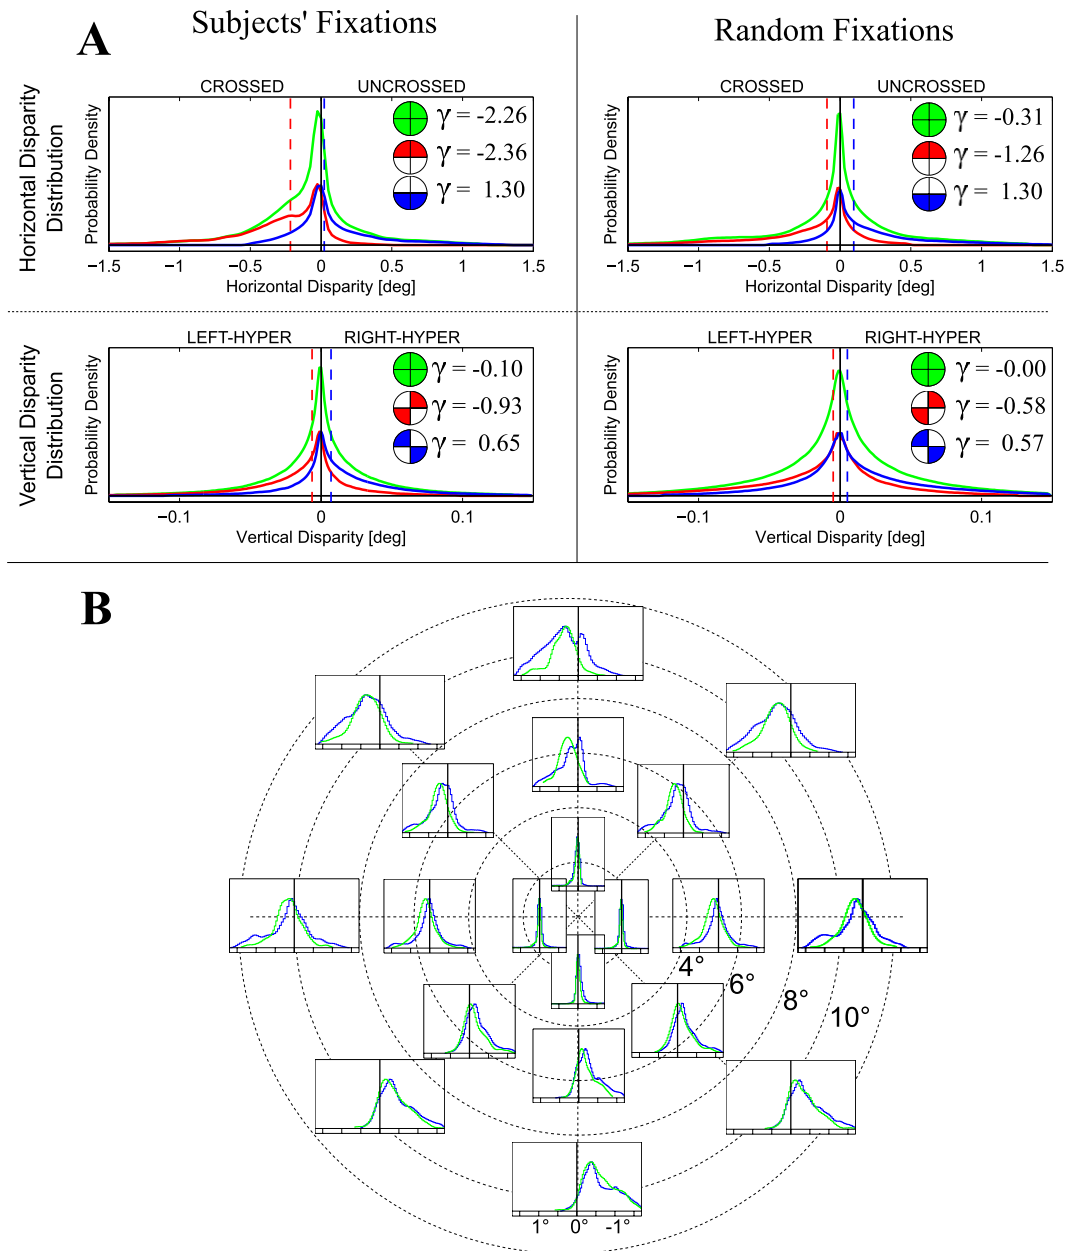 A
Subjects' Fixations
Random Fixations
Horizontal Disparity
Distribution
Probability Density
CROSSED
UNCROSSED
γ = -2.26
γ = -2.36
γ = 1.30
−1.5
−1
−0.5
0
0.5
1
1.5
Horizontal Disparity [deg]
Probability Density
CROSSED
UNCROSSED
γ = -0.31
γ = -1.26
γ = 1.30
−1.5
−1
−0.5
0
0.5
1
1.5
Horizontal Disparity [deg]
Vertical Disparity
Distribution
Probability Density
LEFT-HYPER
RIGHT-HYPER
γ = -0.10
γ = -0.93
γ = 0.65
−0.1
0
0.1
Vertical Disparity [deg]
Probability Density
LEFT-HYPER
RIGHT-HYPER
γ = -0.00
γ = -0.58
γ = 0.57
−0.1
0
0.1
Vertical Disparity [deg]
B
4°
6°
8°
10°
1° 0° -1°